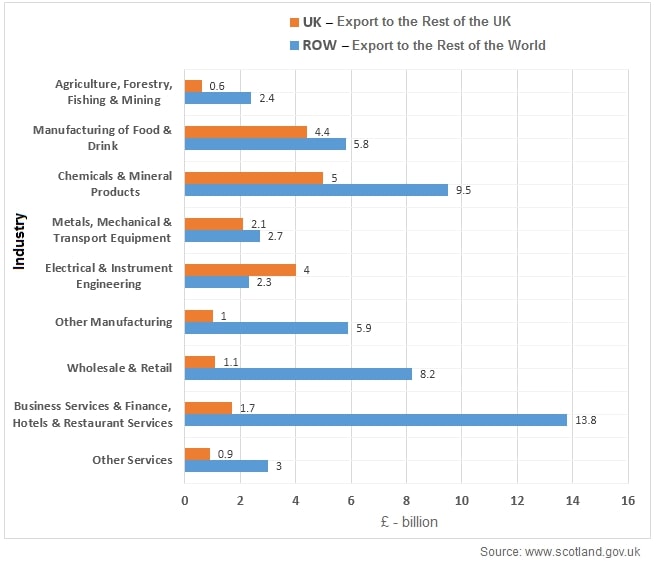 UK – Export to the Rest of the UK
ROW – Export to the Rest of the World
Industry
Agriculture, Forestry,
Fishing & Mining
0.6
2.4
Manufacturing of Food &
Drink
4.4
5.8
Chemicals & Mineral
Products
5
9.5
Metals, Mechanical &
Transport Equipment
2.1
2.7
Electrical & Instrument
Engineering
4
2.3
Other Manufacturing
1
5.9
Wholesale & Retail
1.1
8.2
Business Services & Finance,
Hotels & Restaurant Services
1.7
13.8
Other Services
0.9
3
0 2 4 6 8 10 12 14 16
£ - billion
Source: www.scotland.gov.uk